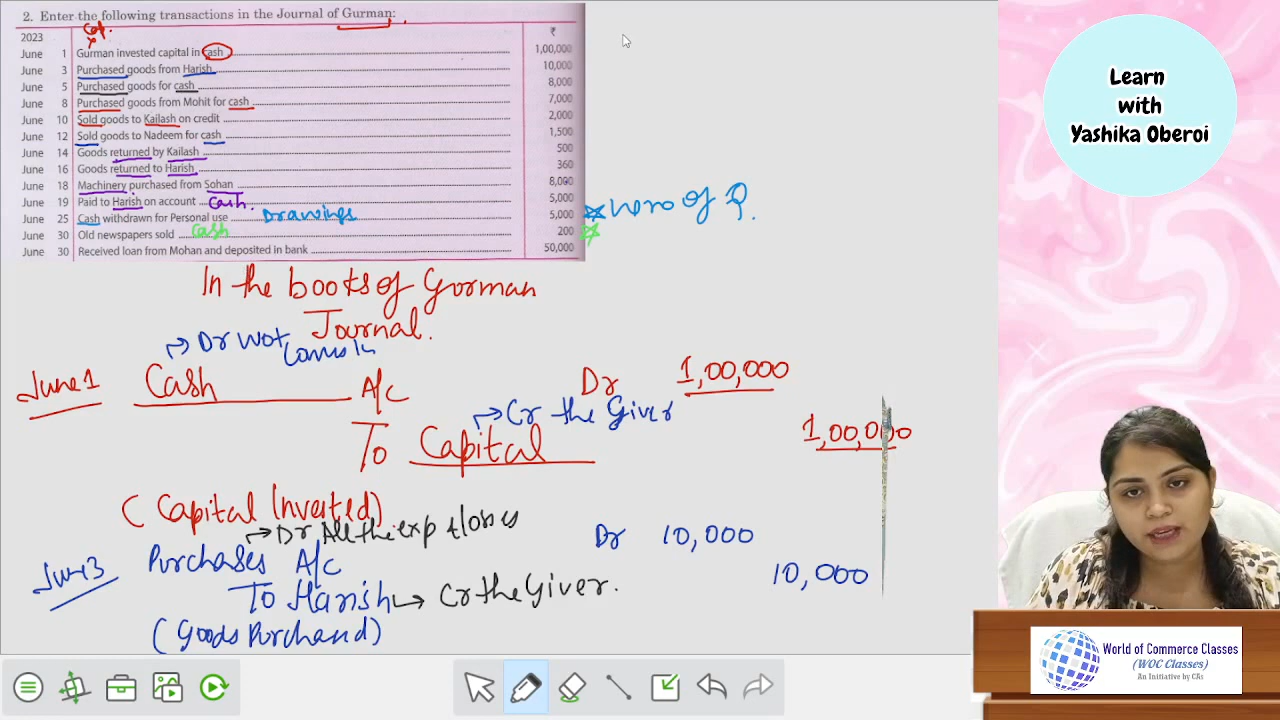 2. Enter the following transactions in the Journal of Gurman:
Cap.
2023 ₹
June 1 Gurman invested capital in cash 1,00,000
June 3 Purchased goods from Harish 10,000
June 5 Purchased goods for cash 8,000
June 8 Purchased goods from Mohit for cash 7,000
June 10 Sold goods to Kailash on credit 2,000
June 12 Sold goods to Nadeem for cash 1,500
June 14 Goods returned by Kailash 500
June 16 Goods returned to Harish 360
June 18 Machinery purchased from Sohan 8,000
June 19 Paid to Harish on account Cash. 5,000
June 25 Cash withdrawn for Personal use Drawings 5,000
June 30 Old newspapers sold Cash 200
June 30 Received loan from Mohan and deposited in bank 50,000
Hero of Q.
In the books of Gurman
Journal.
Dr wot comes in
June 1 Cash A/c Dr 1,00,000
Cr the Giver
To Capital 1,00,000
(Capital Invested)
Dr All the exp & losses
June 3 Purchases A/c Dr 10,000
To Harish Cr the Giver. 10,000
(Goods Purchased)
Learn
with
Yashika Oberoi
World of Commerce Classes
(WOC Classes)
An Initiative by CAs